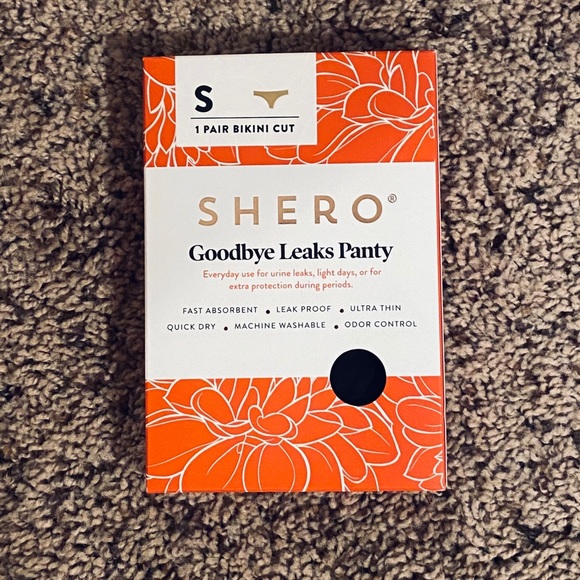 S
1 PAIR BIKINI CUT
SHERO®
Goodbye Leaks Panty
Everyday use for urine leaks, light days, or for
extra protection during periods.
FAST ABSORBENT • LEAK PROOF • ULTRA THIN
QUICK DRY • MACHINE WASHABLE • ODOR CONTROL